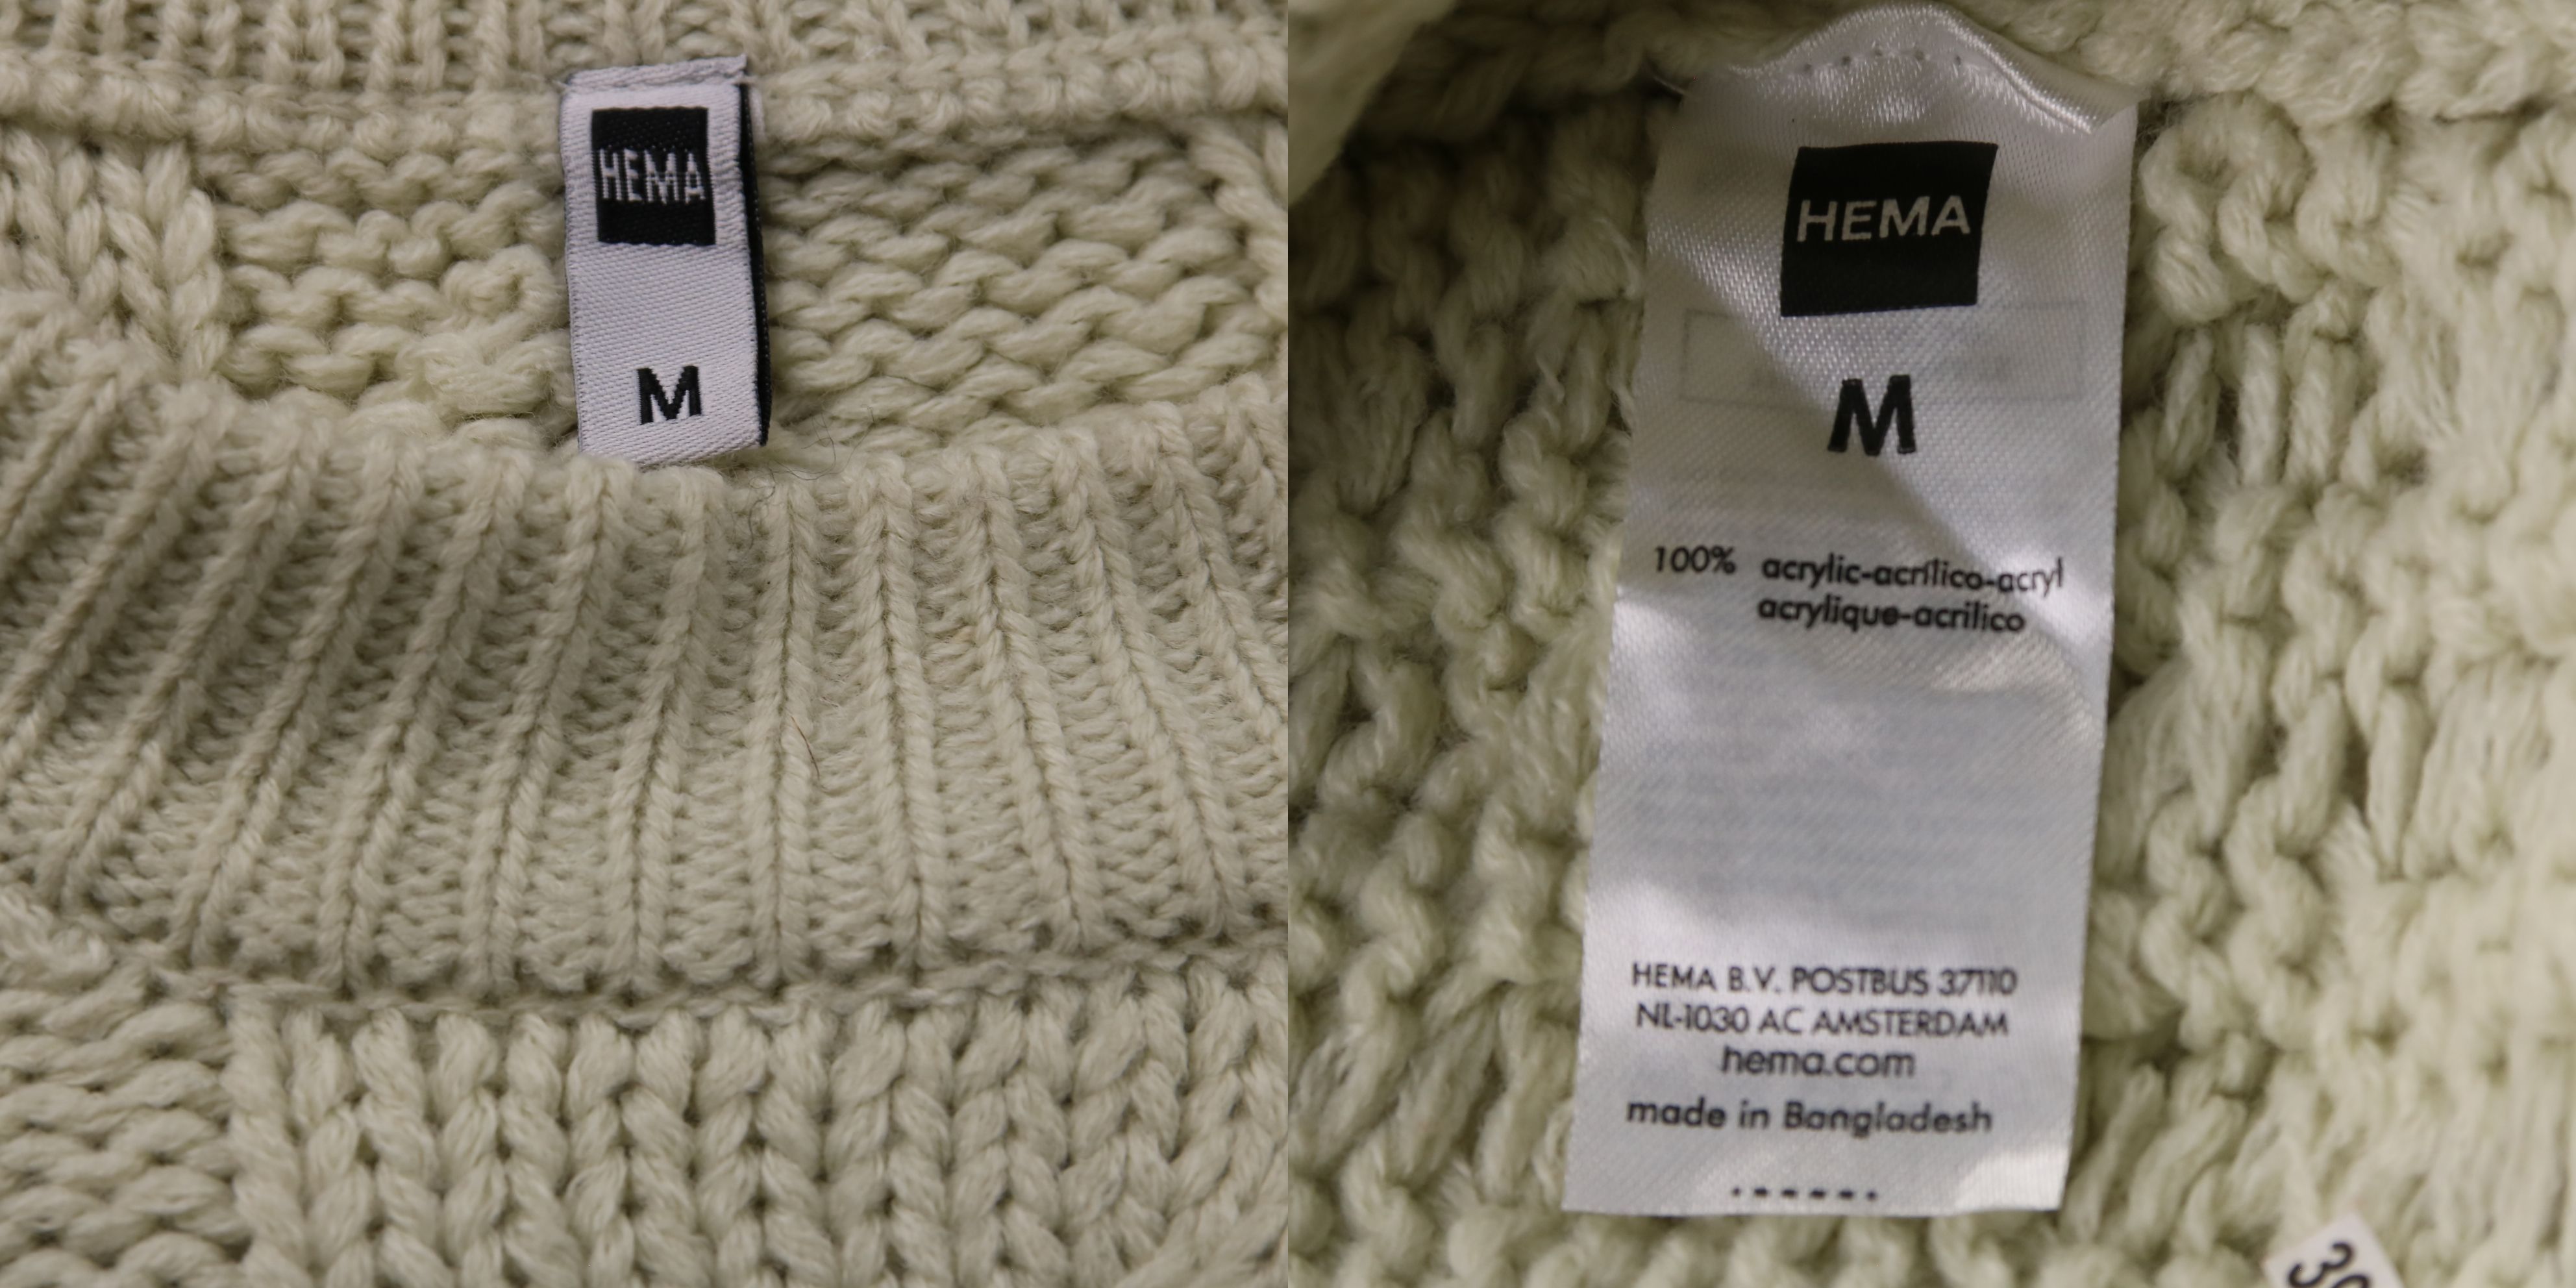 HEMA
M
HEMA
M
100% acrylic-acrílico-acryl
acrylique-acrilico
HEMA B.V. POSTBUS 37110
NL-1030 AC AMSTERDAM
hema.com
made in Bangladesh